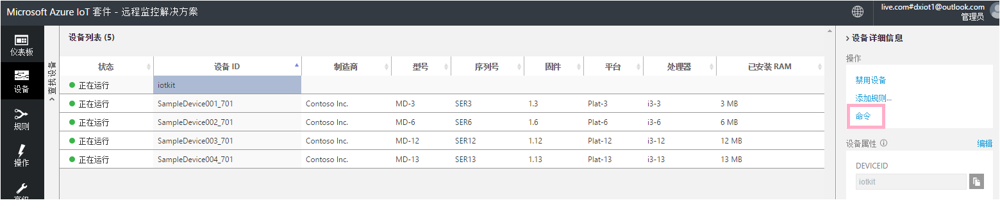 Microsoft Azure IoT 套件 - 远程监控解决方案
live.com#dxiot1@outlook.com
管理员
仪表板
设备
规则
操作
高级
查找设备
设备列表 (5)
状态 设备 ID 制造商 型号 序列号 固件 平台 处理器 已安装 RAM
正在运行 iotkit
正在运行 SampleDevice001_701 Contoso Inc. MD-3 SER3 1.3 Plat-3 i3-3 3 MB
正在运行 SampleDevice002_701 Contoso Inc. MD-6 SER6 1.6 Plat-6 i3-6 6 MB
正在运行 SampleDevice003_701 Contoso Inc. MD-12 SER12 1.12 Plat-12 i3-12 12 MB
正在运行 SampleDevice004_701 Contoso Inc. MD-13 SER13 1.13 Plat-13 i3-13 13 MB
设备详细信息
操作
禁用设备
添加规则...
命令
设备属性 编辑
DEVICEID
iotkit